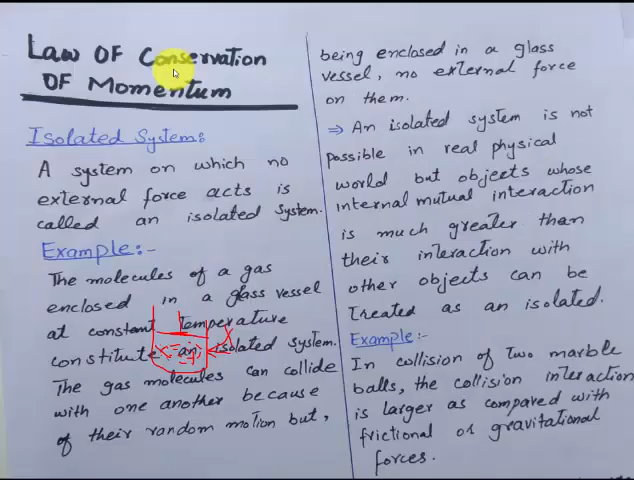 Law OF Conservation
OF Momentum
Isolated System:
A system on which no
external force acts is
called an isolated system.
Example:-
The molecules of a gas
enclosed in a glass vessel
at constant temperature
constitute an isolated system.
The gas molecules can collide
with one another because
of their random motion but,
being enclosed in a glass
vessel, no external force
on them.
⇒ An isolated system is not
possible in real physical
world but objects whose
internal mutual interaction
is much greater than
their interaction with
other objects can be
treated as an isolated.
Example:-
In collision of two marble
balls, the collision interaction
is larger as compared with
frictional or gravitational
forces.